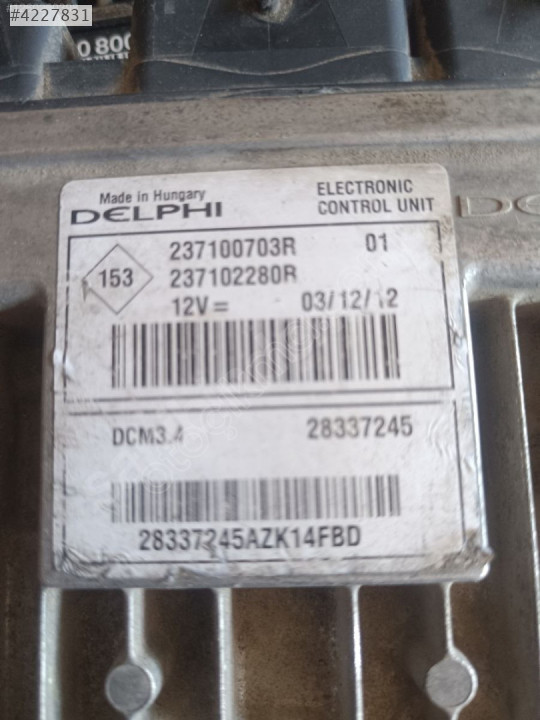 #4227831
0 800
Made in Hungary
DELPHI
ELECTRONIC
CONTROL UNIT
153
237100703R 01
237102280R
12V = 03/12/12
DCM3.4 28337245
28337245AZK14FBD